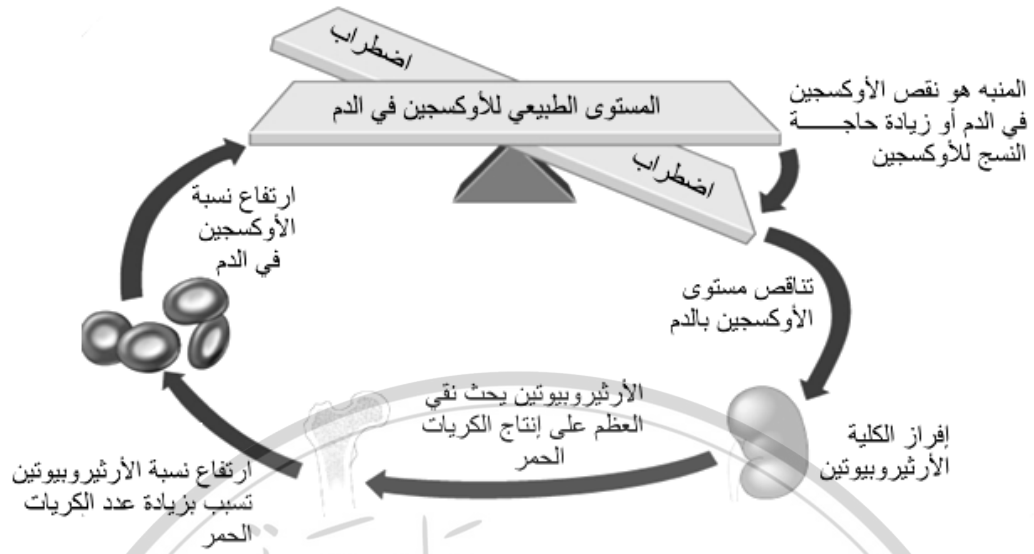 اضطراب
المستوى الطبيعي للأوكسجين في الدم
اضطراب
المنبه هو نقص الأوكسجين
في الدم أو زيادة حاجـــــة
النسج للأوكسجين
تناقص مستوى
الأوكسجين بالدم
إفراز الكلية
الأرثيروبيوتين
الأرثيروبيوتين يحث نقي
العظم على إنتاج الكريات
الحمر
ارتفاع نسبة الأرثيروبيوتين
تسبب بزيادة عدد الكريات
الحمر
ارتفاع نسبة
الأوكسجين
في الدم